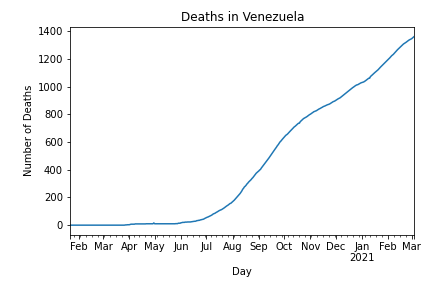 Deaths in Venezuela
1400
1200
1000
800
600
400
200
0
Number of Deaths
Feb Mar Apr May Jun Jul Aug Sep Oct Nov Dec Jan Feb Mar
2021
Day